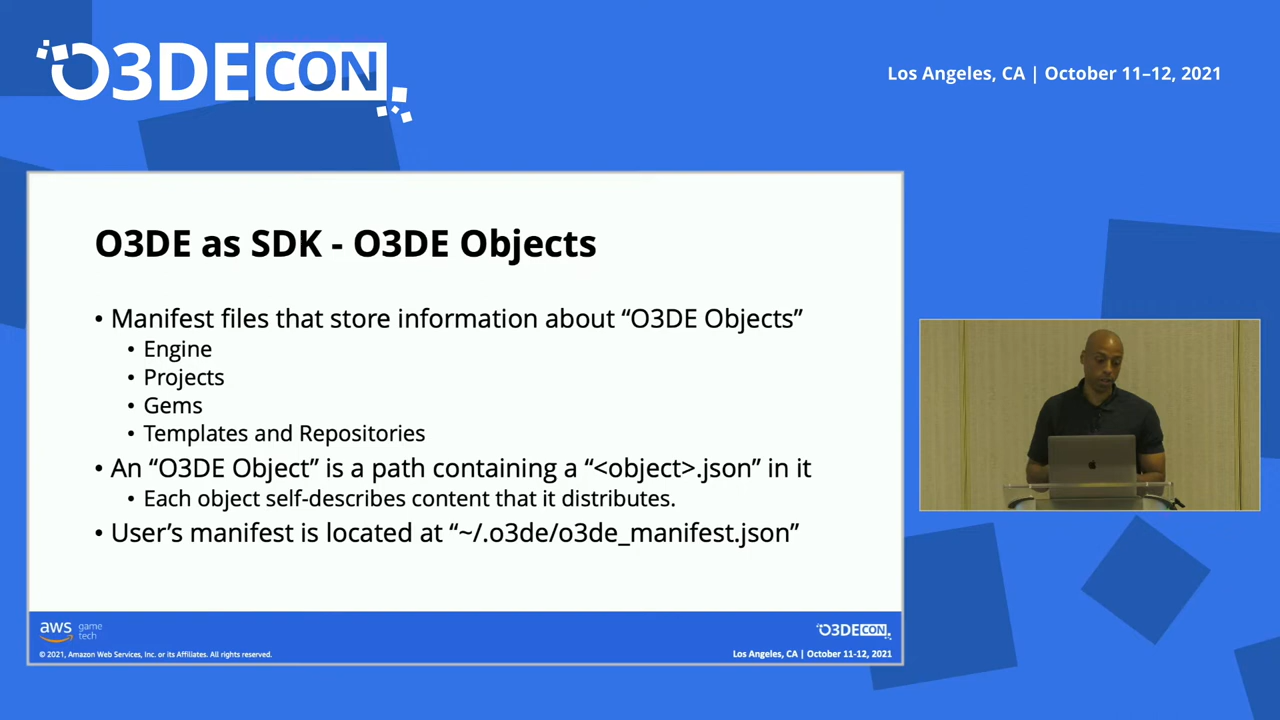 O3DECON
Los Angeles, CA | October 11–12, 2021
O3DE as SDK - O3DE Objects
• Manifest files that store information about “O3DE Objects”
• Engine
• Projects
• Gems
• Templates and Repositories
• An “O3DE Object” is a path containing a “<object>.json” in it
• Each object self-describes content that it distributes.
• User’s manifest is located at “~/.o3de/o3de_manifest.json”
aws game tech
O3DECON
© 2021, Amazon Web Services, Inc. or its Affiliates. All rights reserved.
Los Angeles, CA | October 11-12, 2021